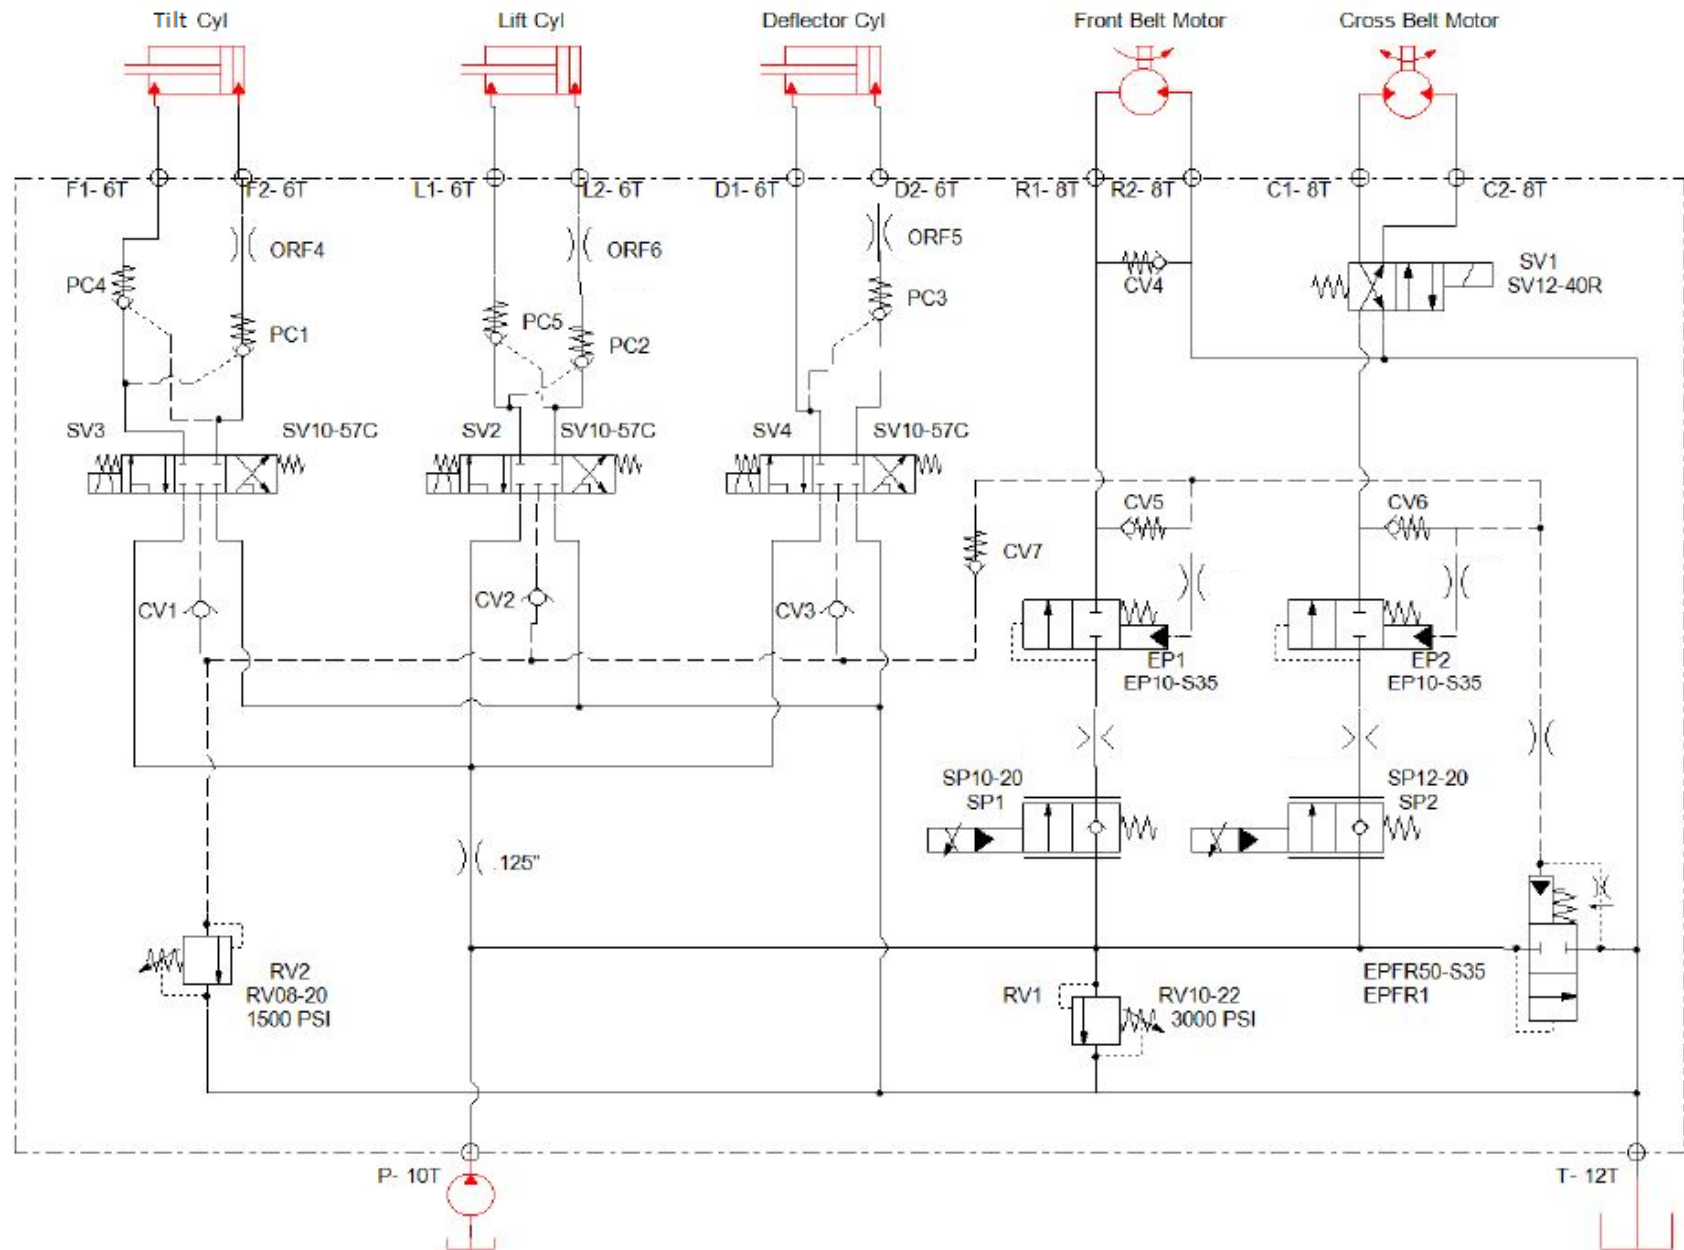 Tilt Cyl
Lift Cyl
Deflector Cyl
Front Belt Motor
Cross Belt Motor
F1- 6T
F2- 6T
L1- 6T
L2- 6T
D1- 6T
D2- 6T
R1- 8T
R2- 8T
C1- 8T
C2- 8T
ORF4
ORF6
ORF5
PC4
PC1
PC5
PC2
PC3
CV4
SV1
SV12-40R
SV3
SV10-57C
SV2
SV10-57C
SV4
SV10-57C
CV5
CV6
CV7
CV1
CV2
CV3
EP1
EP10-S35
EP2
EP10-S35
SP10-20
SP1
SP12-20
SP2
.125"
RV2
RV08-20
1500 PSI
RV1
RV10-22
3000 PSI
EPFR50-S35
EPFR1
P- 10T
T- 12T